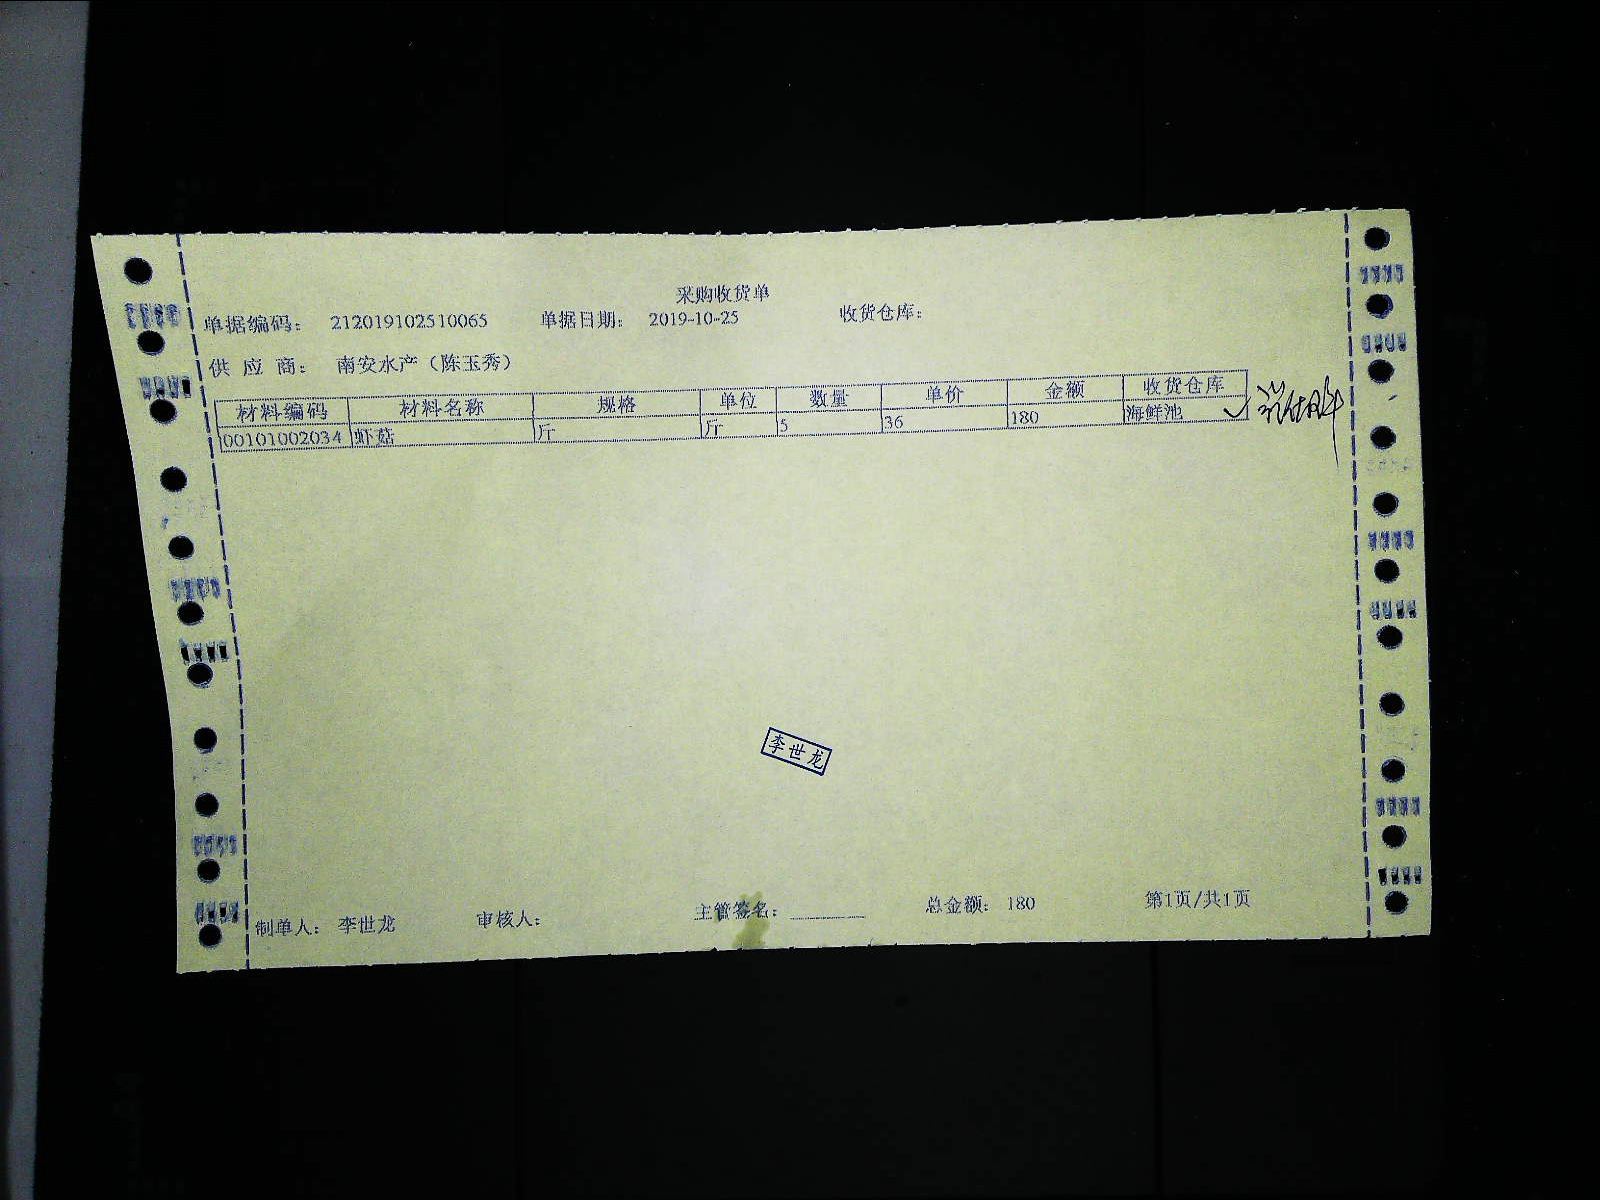 采购收货单
单据编码： 212019102510065 单据日期： 2019-10-25 收货仓库：
供 应 商： 南安水产（陈玉秀）
材料编码 材料名称 规格 单位 数量 单价 金额 收货仓库
00101002034 虾菇 斤 斤 5 36 180 海鲜池
李世龙
制单人： 李世龙 审核人： 主管签名： 总金额： 180 第1页/共1页